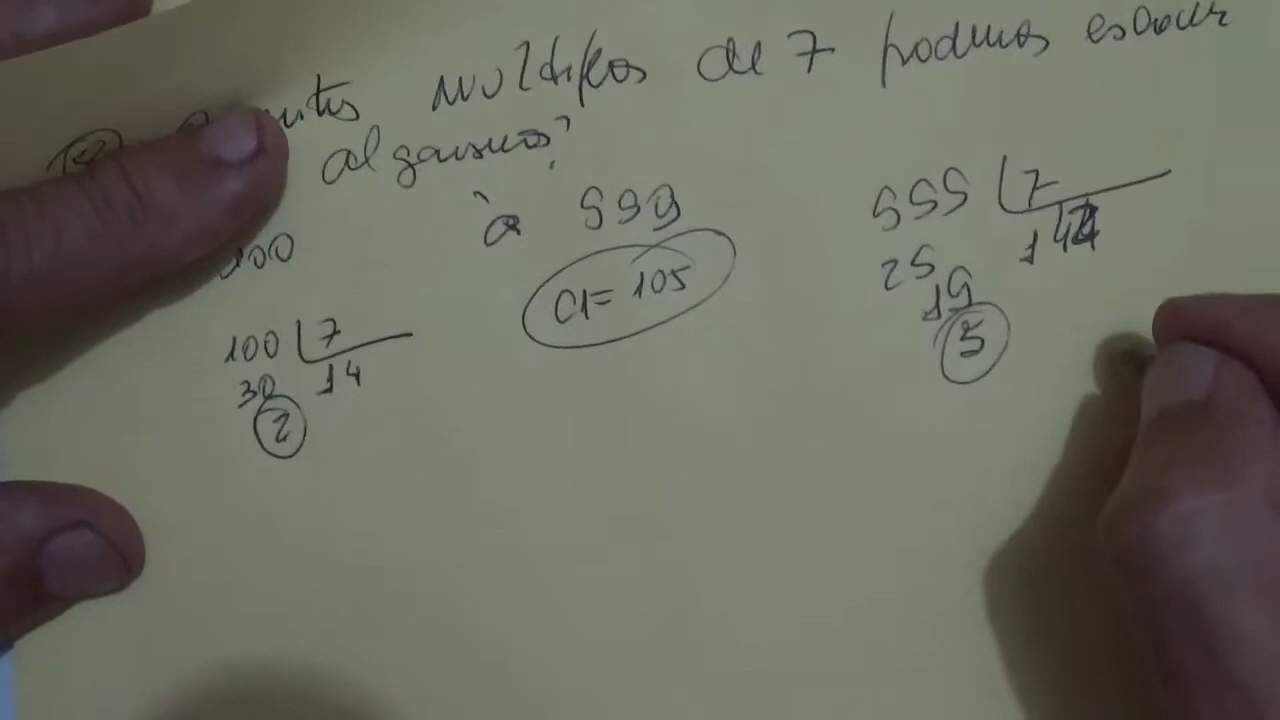 múltiplos de 7 podemos escrever
algarismos?
100 à 999
a1= 105
100 7
30 14
2
999 7
29 142
19
5